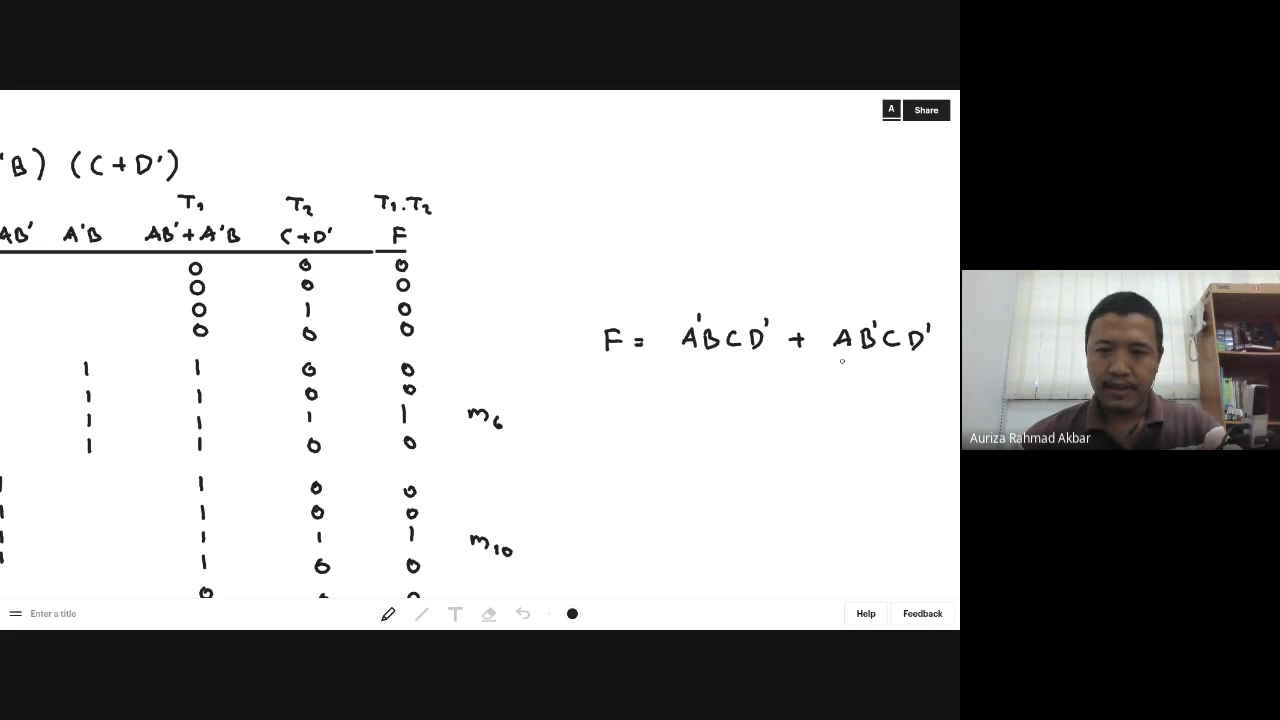 A Share
'B) (C+D')
T₁ T₂ T₁.T₂
AB' A'B AB'+A'B C+D' F
0 0 0
0 0 0
0 1 0
0 0 0
F = A'BCD' + AB'CD'
1 1 0 0
1 1 0 0
1 1 1 1 m₆
1 1 0 0
1 1 0 0
1 1 0 0
1 1 1 1 m₁₀
1 1 0 0
0
Auriza Rahmad Akbar
Enter a title T Help Feedback